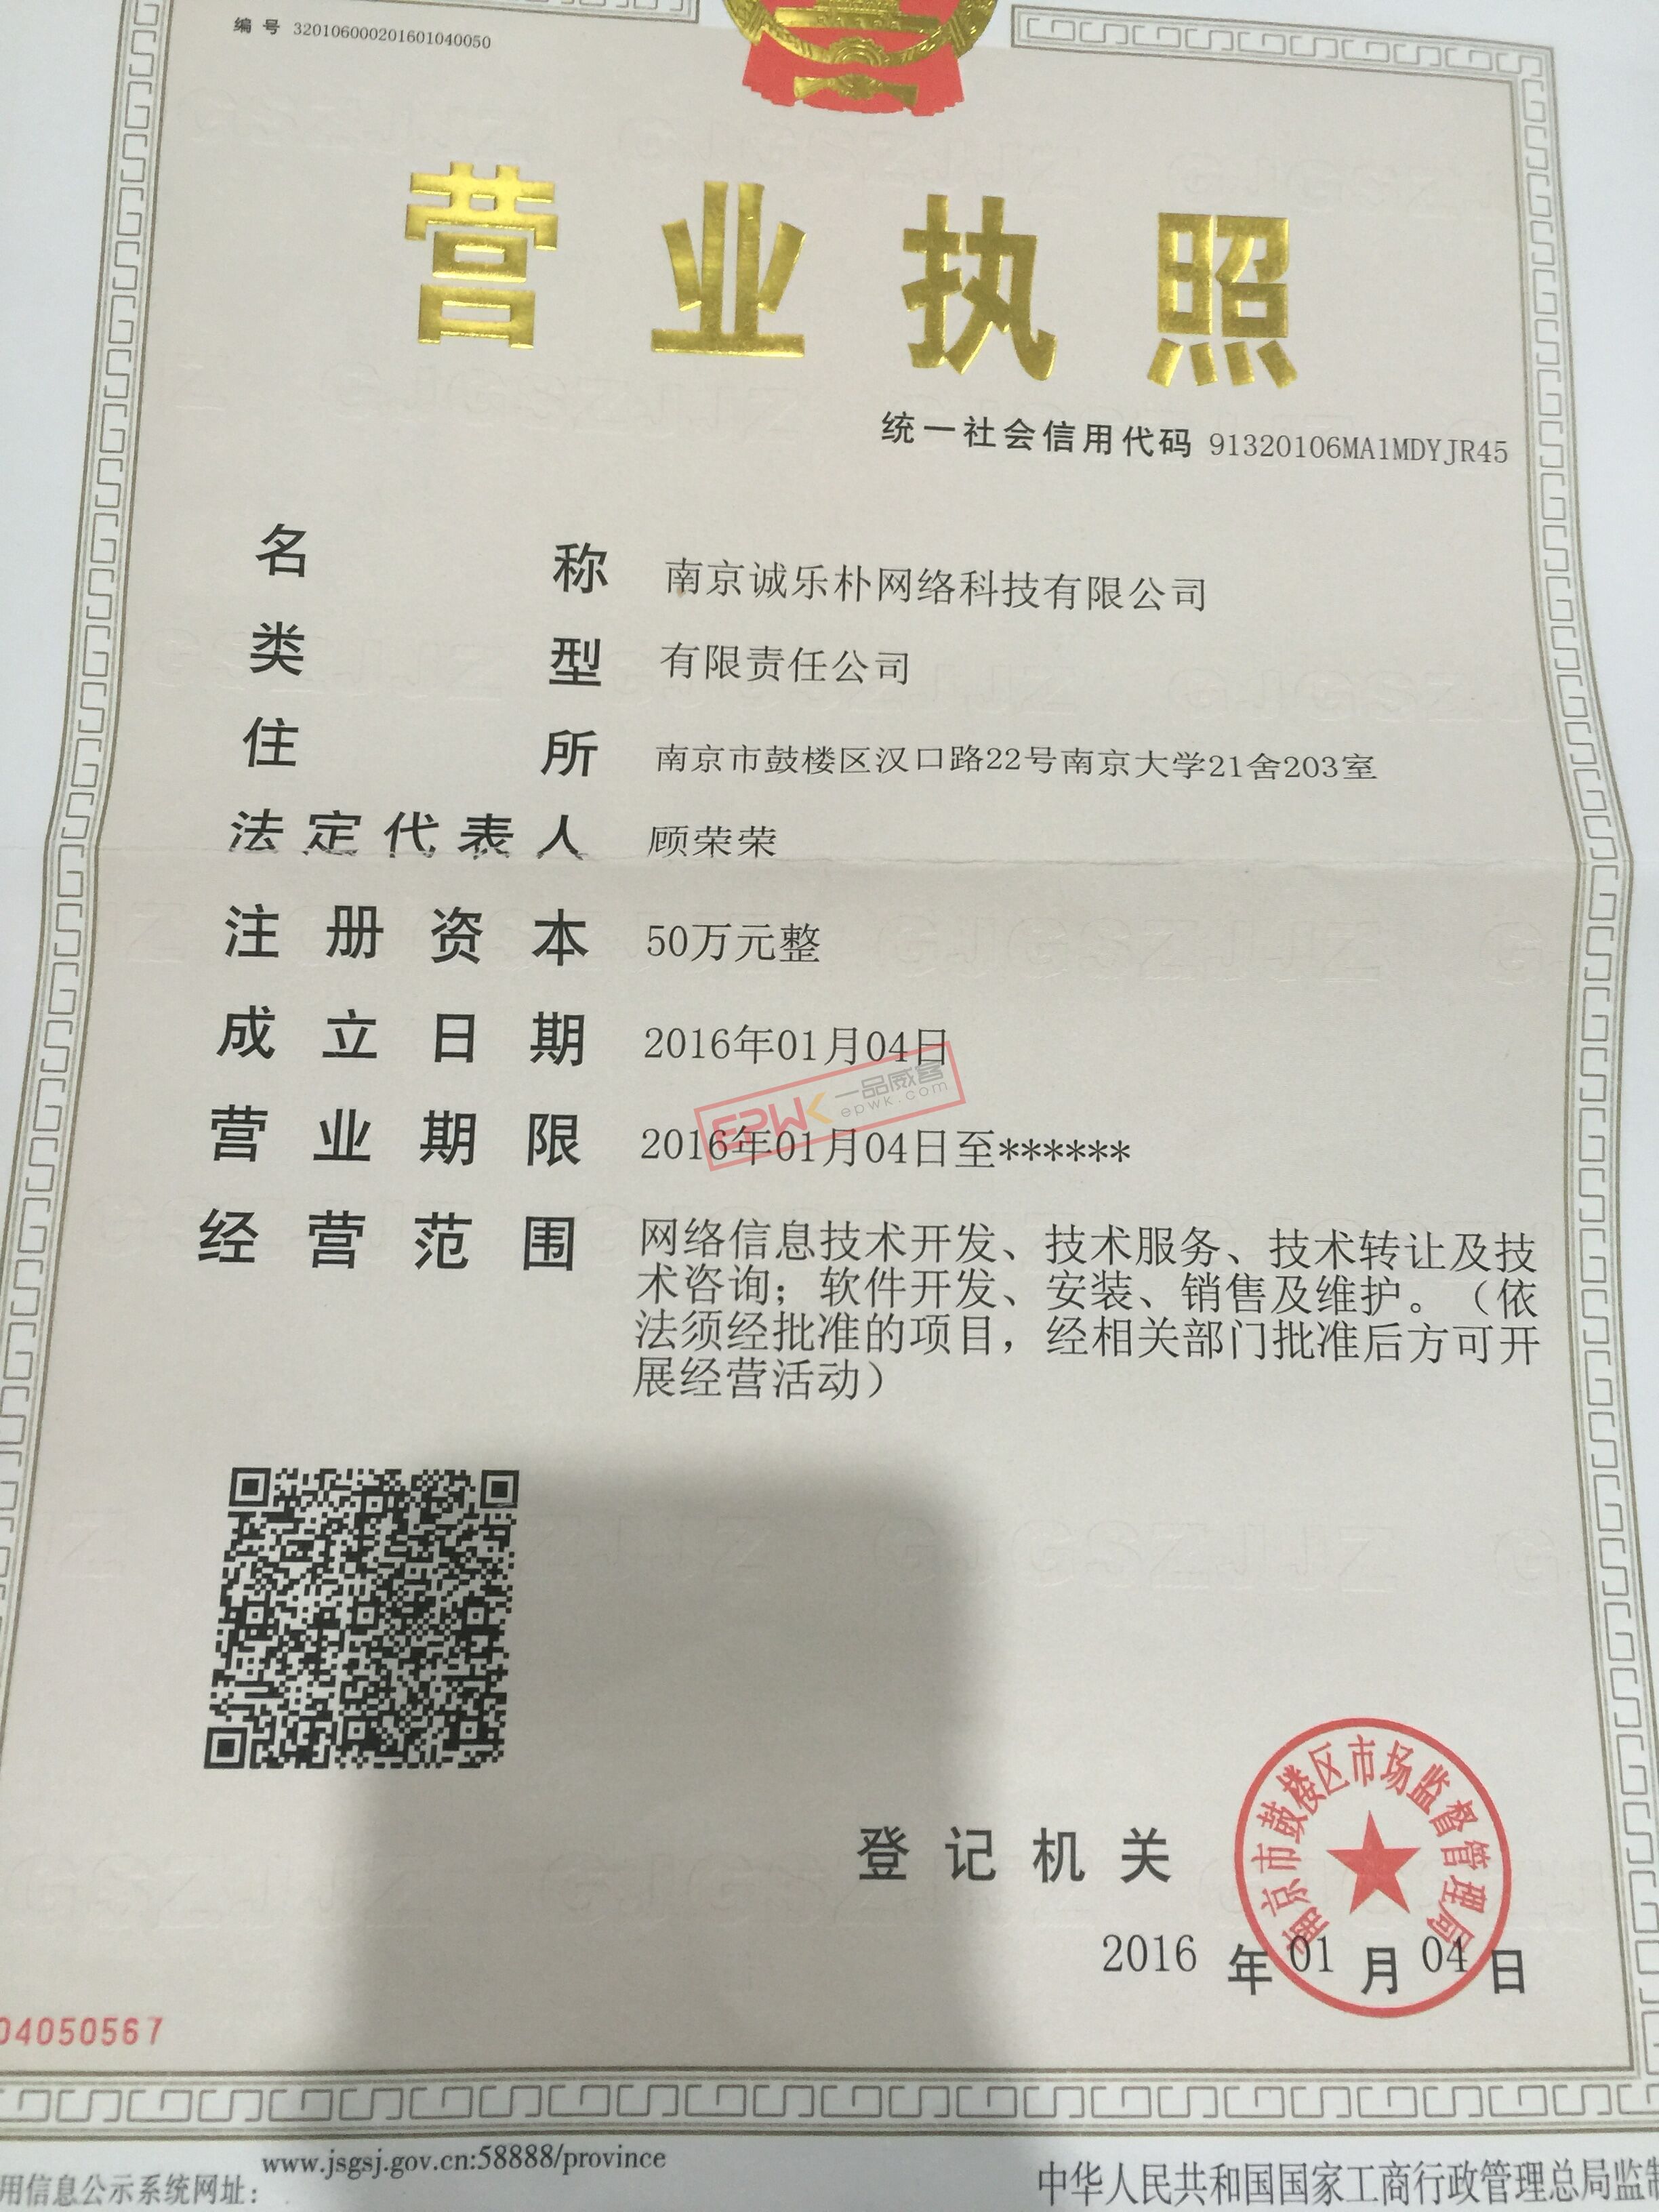 编号 320106000201601040050
营业执照
统一社会信用代码 91320106MA1MDYJR45
名称 南京诚乐朴网络科技有限公司
类型 有限责任公司
住所 南京市鼓楼区汉口路22号南京大学21舍203室
法定代表人 顾荣荣
注册资本 50万元整
成立日期 2016年01月04日
EPWK 一品威客
epwk.com
营业期限 2016年01月04日至******
经营范围 网络信息技术开发、技术服务、技术转让及技
术咨询；软件开发、安装、销售及维护。（依
法须经批准的项目，经相关部门批准后方可开
展经营活动）
南京市鼓楼区市场监督管理局
登记机关
2016年01月04日
04050567
用信息公示系统网址：www.jsgsj.gov.cn:58888/province
中华人民共和国国家工商行政管理总局监制